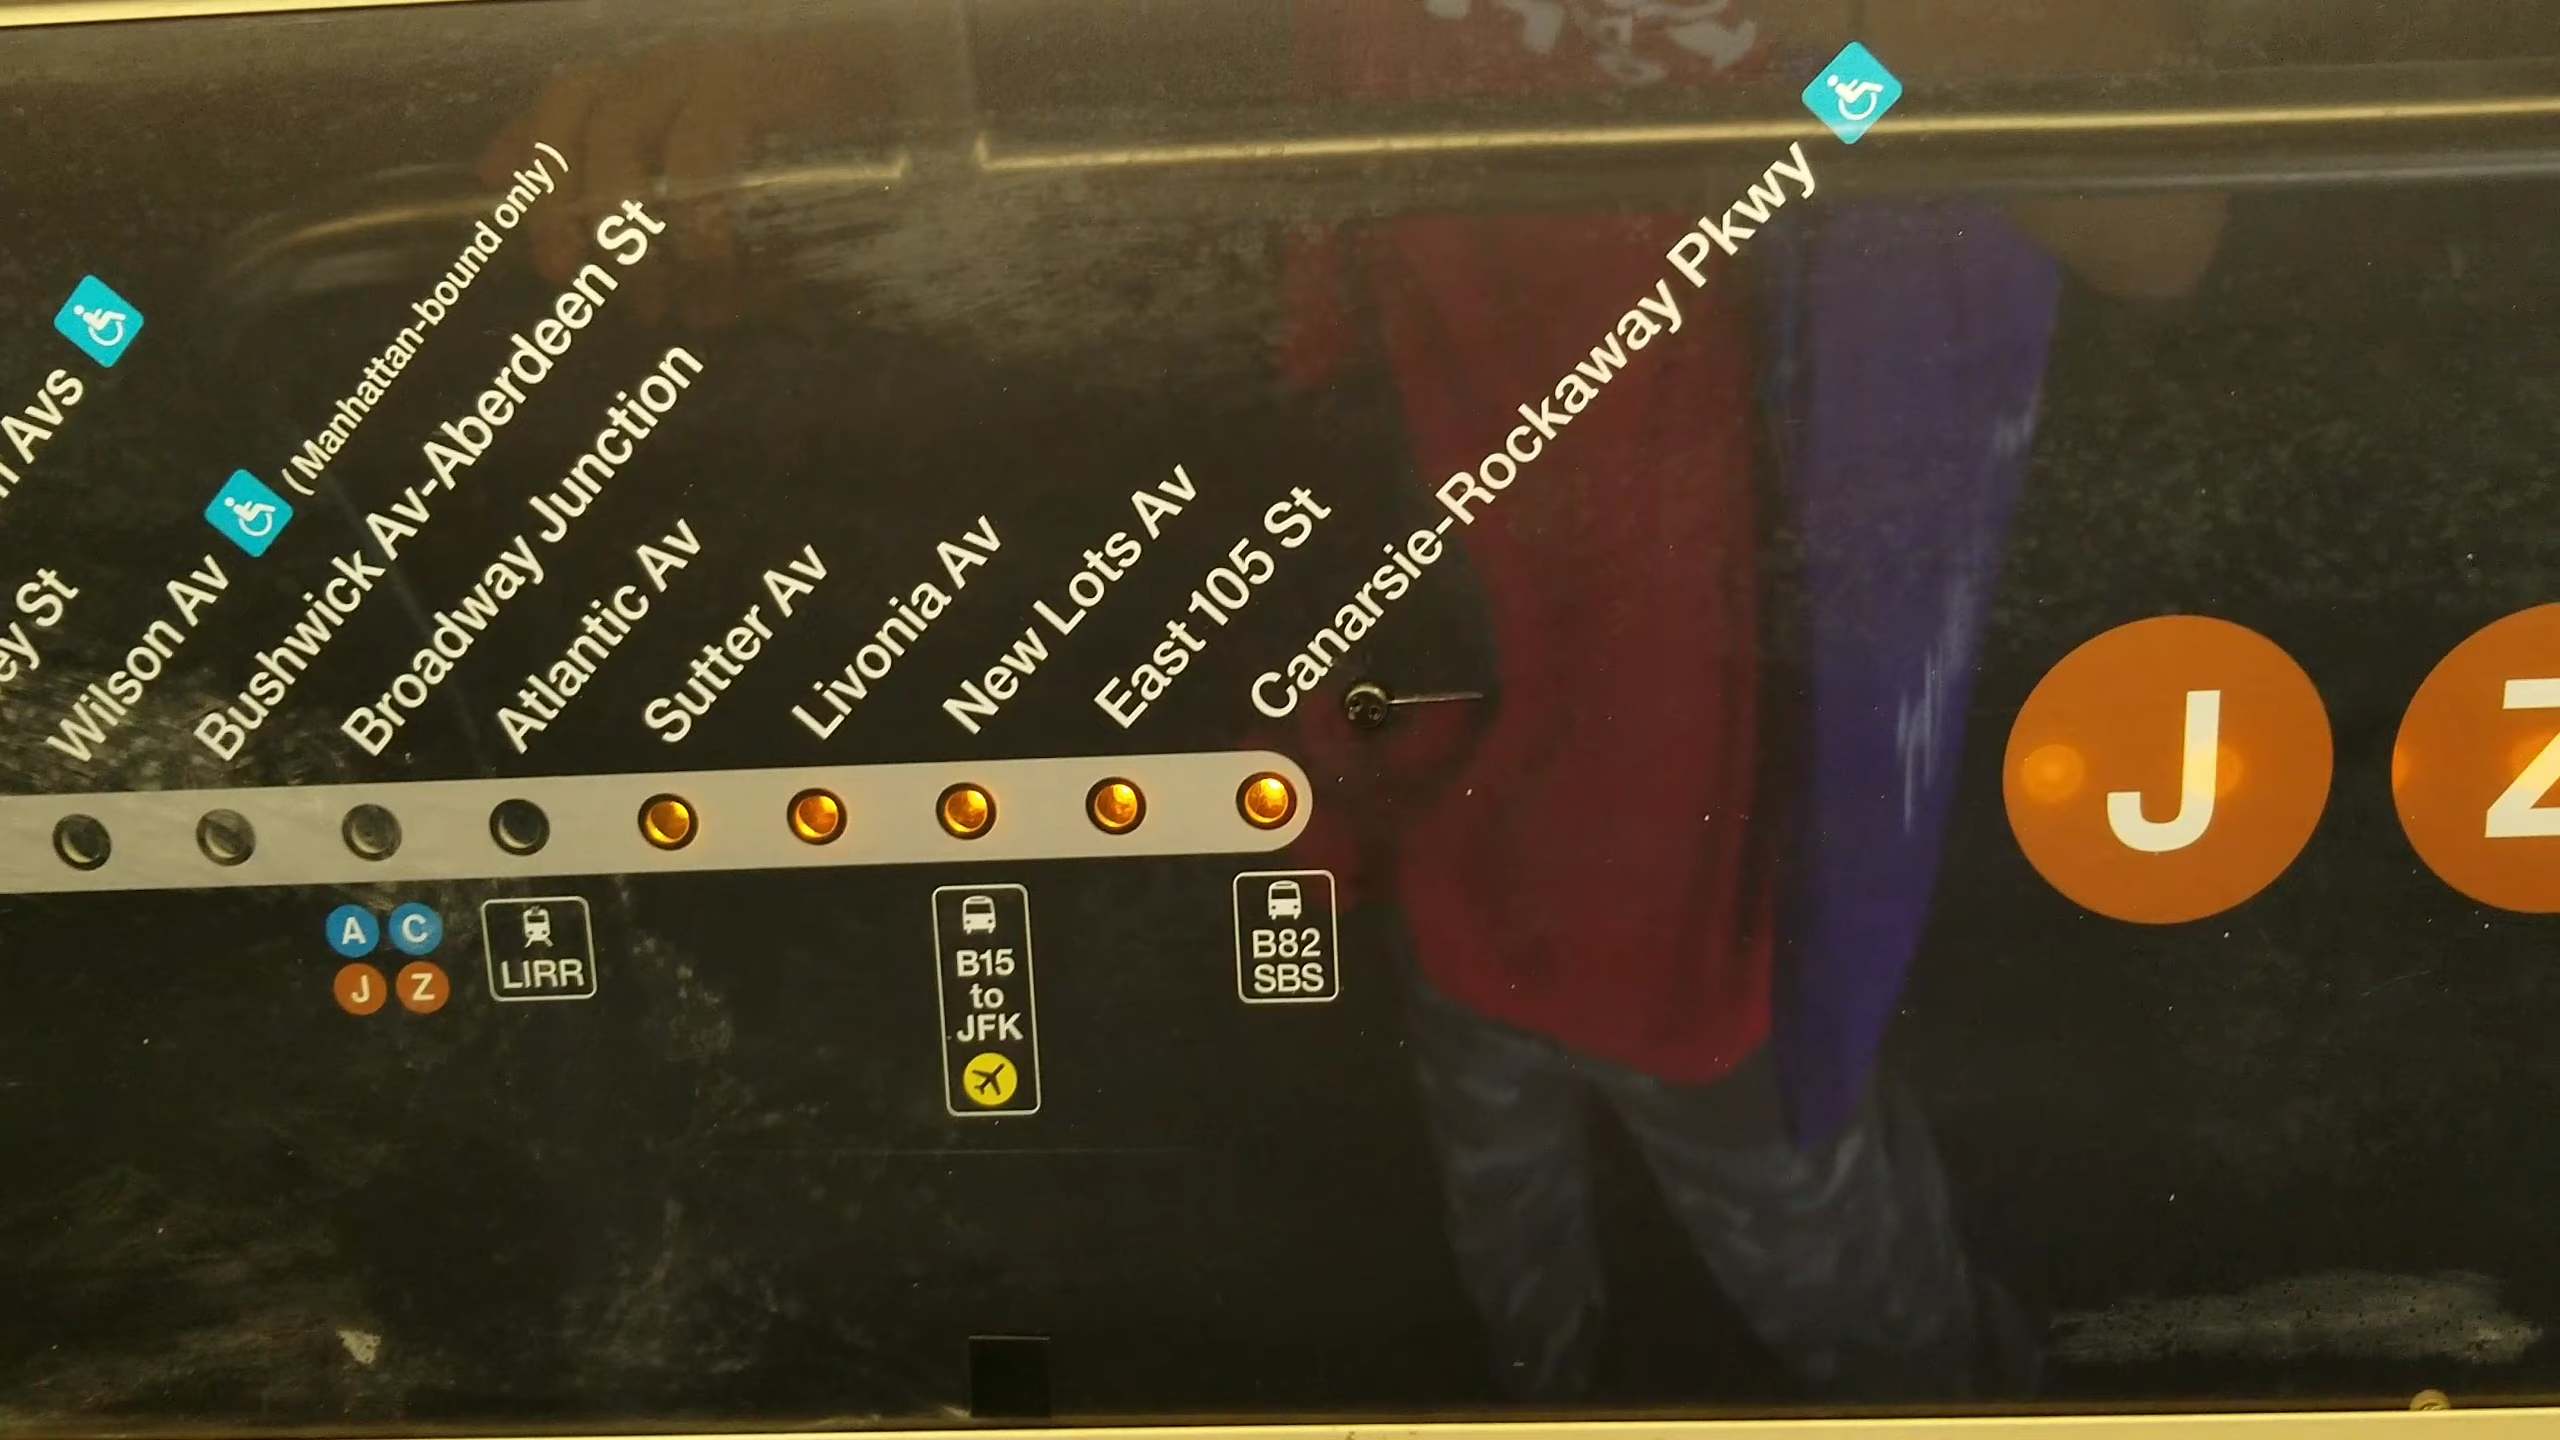 Avs
St
Wilson Av
(Manhattan-bound only)
Bushwick Av-Aberdeen St
Broadway Junction
Atlantic Av
Sutter Av
Livonia Av
New Lots Av
East 105 St
Canarsie-Rockaway Pkwy
A C
J Z
LIRR
B15
to
JFK
B82
SBS
J Z